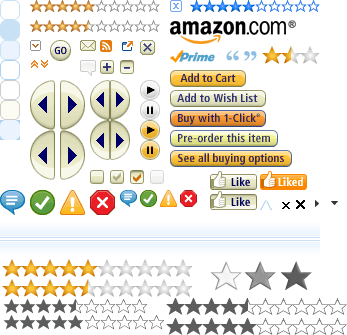 amazon.com®
GO
Prime
Add to Cart
Add to Wish List
Buy with 1-Click®
Pre-order this item
See all buying options
Like
Liked
Like